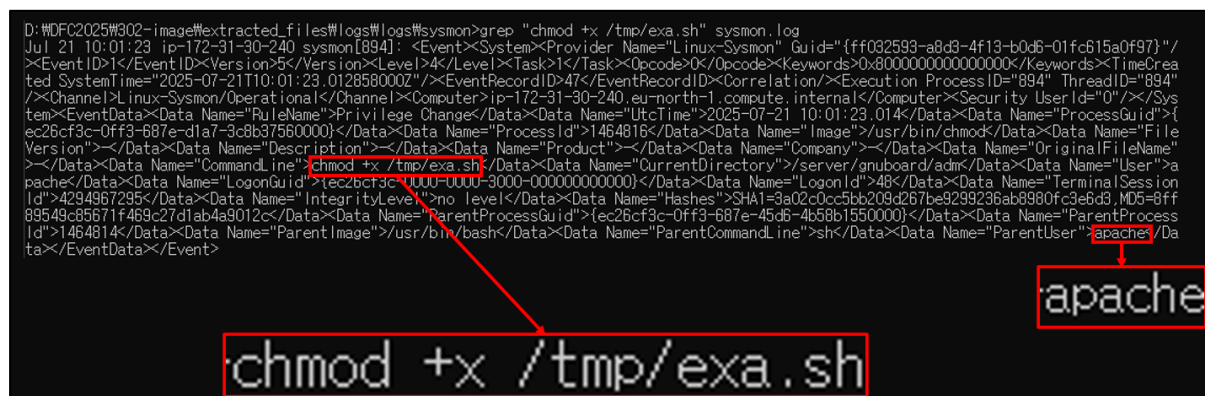 D:₩DFC2025₩302-image₩extracted_files₩logs₩logs₩sysmon>grep "chmod +x /tmp/exa.sh" sysmon.log
Jul 21 10:01:23 ip-172-31-30-240 sysmon[894]: <Event><System><Provider Name="Linux-Sysmon" Guid="{ff032593-a8d3-4f13-b0d6-01fc615a0f97}"/
><EventID>1</EventID><Version>5</Version><Level>4</Level><Task>1</Task><Opcode>0</Opcode><Keywords>0x8000000000000000</Keywords><TimeCrea
ted SystemTime="2025-07-21T10:01:23.012858000Z"/><EventRecordID>47</EventRecordID><Correlation/><Execution ProcessID="894" ThreadID="894"
/><Channel>Linux-Sysmon/Operational</Channel><Computer>ip-172-31-30-240.eu-north-1.compute.internal</Computer><Security UserId="0"/></Sys
tem><EventData><Data Name="RuleName">Privilege Change</Data><Data Name="UtcTime">2025-07-21 10:01:23.014</Data><Data Name="ProcessGuid">{
ec26cf3c-0ff3-687e-d1a7-3c8b37560000}</Data><Data Name="ProcessId">1464816</Data><Data Name="Image">/usr/bin/chmod</Data><Data Name="File
Version">-</Data><Data Name="Description">-</Data><Data Name="Product">-</Data><Data Name="Company">-</Data><Data Name="OriginalFileName"
>-</Data><Data Name="CommandLine">chmod +x /tmp/exa.sh</Data><Data Name="CurrentDirectory">/server/gnuboard/adm</Data><Data Name="User">a
pache</Data><Data Name="LogonGuid">{ec26cf3c-0000-0000-3000-000000000000}</Data><Data Name="LogonId">48</Data><Data Name="TerminalSession
Id">4294967295</Data><Data Name="IntegrityLevel">no level</Data><Data Name="Hashes">SHA1=3a02c0cc5bb209d267be9299236ab8980fc3e6d3,MD5=8ff
89549c85671f469c27d1ab4a9012c</Data><Data Name="ParentProcessGuid">{ec26cf3c-0ff3-687e-45d6-4b58b1550000}</Data><Data Name="ParentProcess
Id">1464814</Data><Data Name="ParentImage">/usr/bin/bash</Data><Data Name="ParentCommandLine">sh</Data><Data Name="ParentUser">apache</Da
ta></EventData></Event>
apache
chmod +x /tmp/exa.sh